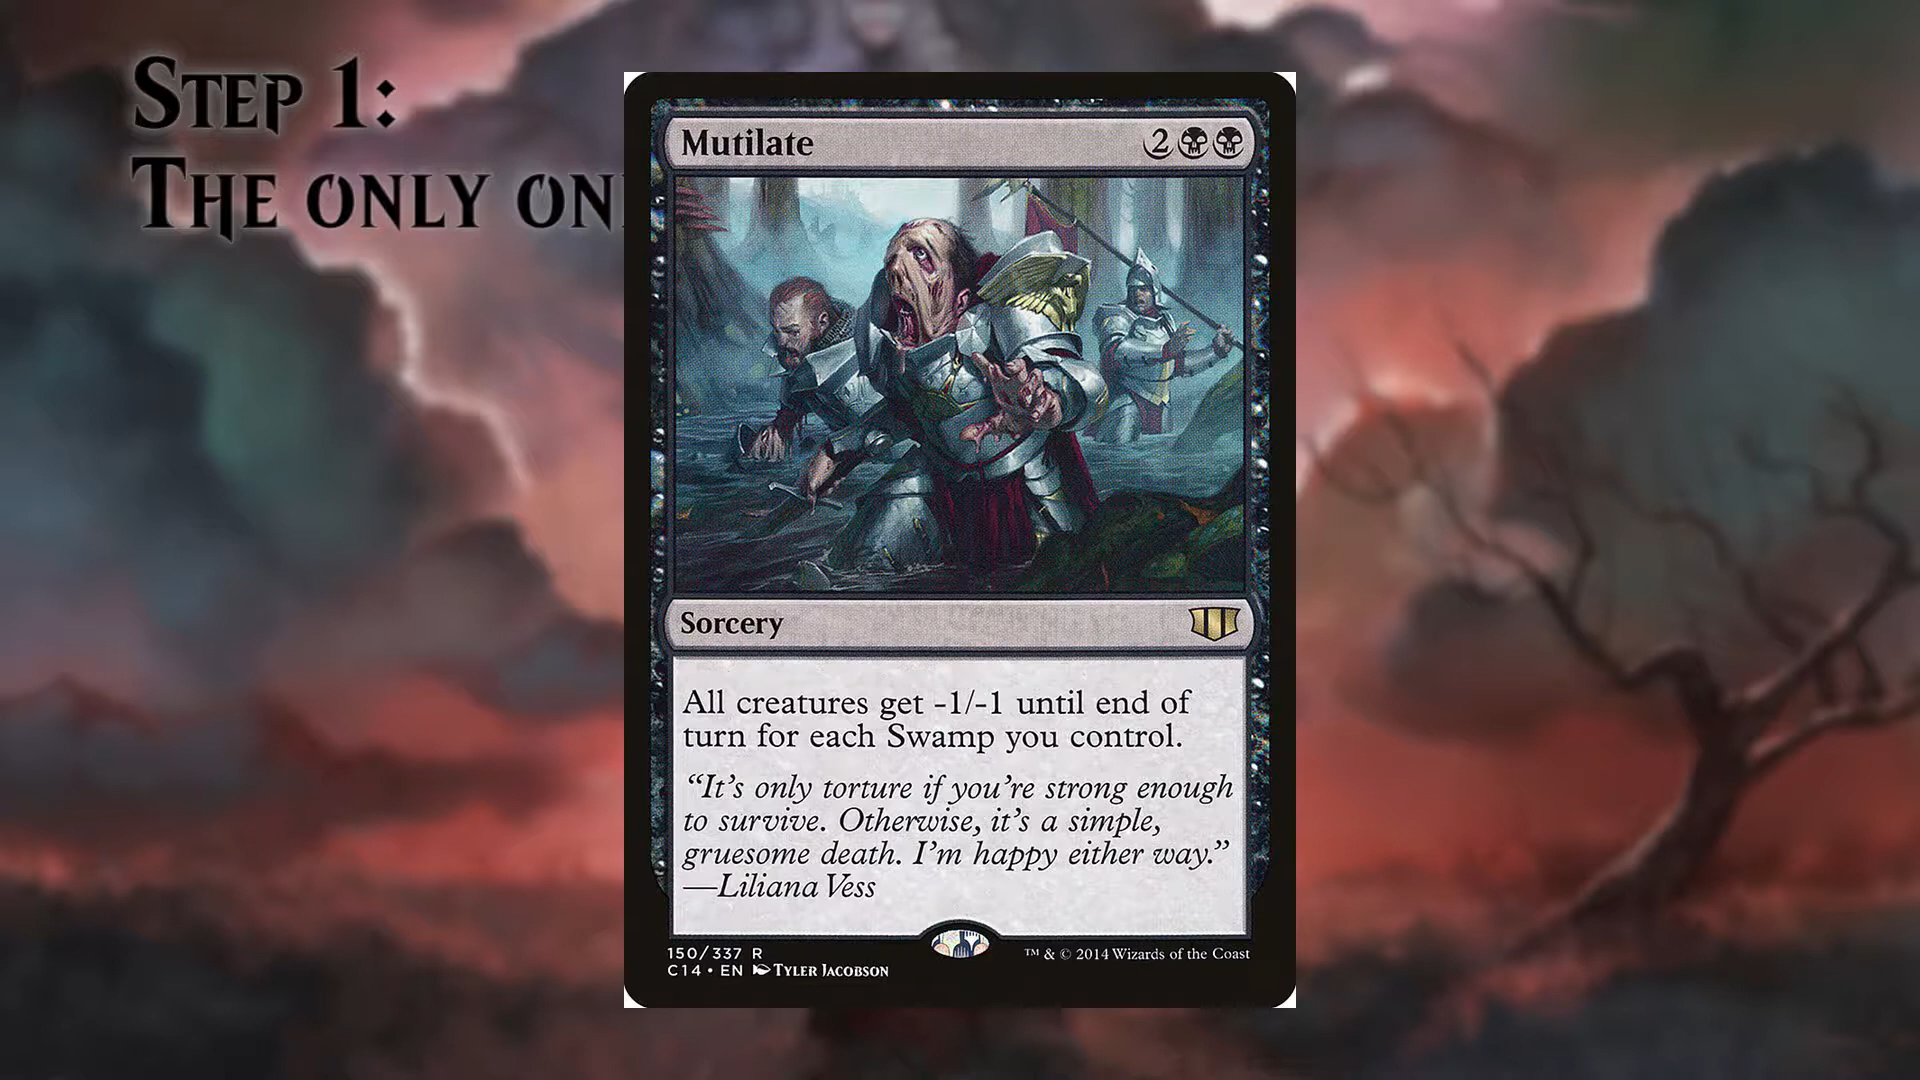 STEP 1:
THE ONLY ON
Mutilate
2
Sorcery
All creatures get -1/-1 until end of
turn for each Swamp you control.
“It’s only torture if you’re strong enough
to survive. Otherwise, it’s a simple,
gruesome death. I’m happy either way.”
—Liliana Vess
150/337 R
C14 • EN TYLER JACOBSON
™ & © 2014 Wizards of the Coast